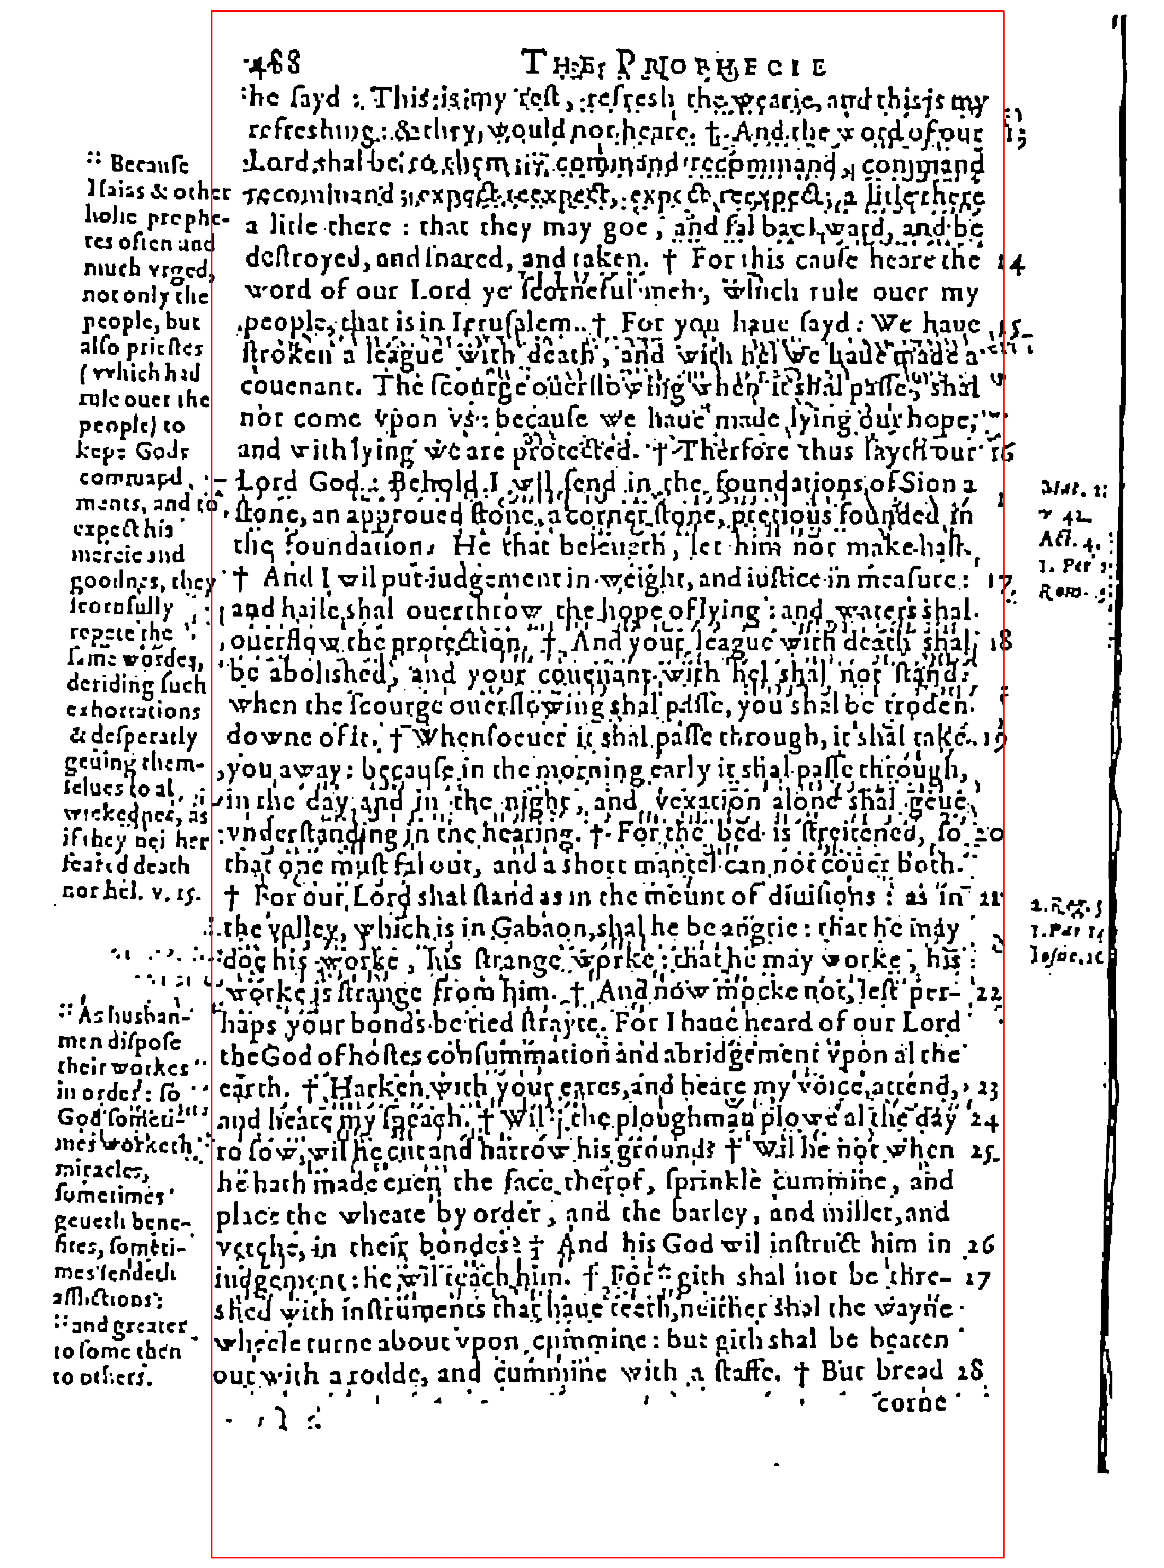 488 THE PROPHECIE
he sayd : This is my rest, refresh the wearie, and this is my
refreshing : & they would not heare. † And the word of our 13
Lord shal be to them : command recommand, command
recommand, expect reexpect, expect, reexpect, a litle there
a litle there : that they may goe, and fal backward, and be
destroyed, and snared, and taken. † For this cause heare the 14
word of our Lord ye scorneful men, which rule ouer my
people, that is in Ierusalem. † For you haue sayd : We haue 15
stroken a league with death, and with hel we haue made a
couenant. The scourge ouerflowing when it shal passe, shal
not come vpon vs : because we haue made lying our hope,
and with lying we are protected. † Therfore thus sayth our 16
Lord God : Behold I wil send in the foundations of Sion a
stone, an approued stone, a corner stone, precious founded in
the foundation. He that beleueth, let him not make hast.
† And I wil put iudgement in weight, and iustice in measure : 17
and haile shal ouerthrow the hope of lying : and waters shal
ouerflow the protection. † And your league with death shal 18
be abolished, and your couenant with hel shal not stand :
when the scourge ouerflowing shal passe, you shal be troden
downe of it. † Whensoeuer it shal passe through, it shal take 19
you away : because in the morning early it shal passe through,
in the day and in the night, and vexation alone shal geue
vnderstanding in the hearing. † For the bed is streitened, so 20
that one must fal out, and a short mantel can not couer both.
† For our Lord shal stand as in the mount of diuisions : as in 21
the valley, which is in Gabaon, shal he be angrie : that he may
doe his worke, his strange worke : that he may worke, his
worke is strange from him. † And now mocke not, lest per- 22
haps your bonds be tied strayte. For I haue heard of our Lord
the God of hostes consummation and abridgement vpon al the
earth. † Harken with your eares, and heare my voice, attend, 23
and heare my speach. † Wil the ploughman plowe al the day 24
to sow, wil he cut and harrow his ground? † Wil he not when 25
he hath made euen the face therof, sprinkle cummine, and
place the wheate by order, and the barley, and millet, and
vetche, in their bondes? † And his God wil instruct him in 26
iudgement : he wil teach him. † For :: gith shal not be thre- 27
shed with instruments that haue teeth, neither shal the wayne
wheele turne about vpon cummine : but gith shal be beaten
out with a rodde, and cummine with a staffe. † But bread 28
corne
:: Because
Isaias & other
holie prophe-
tes often and
much vrged,
not only the
people, but
also priestes
(which had
rule ouer the
people) to
kepe Gods
command
ments, and to
expect his
mercie and
goodnes, they
scornfully
repete the
same wordes,
deriding such
exhortations
& desperatly
geuing them-
selues to al
wickednes, as
if they nei her
feared death
nor hel. v. 15.
:: As husban-
men dispose
their workes
in order : so
God someti-
mes worketh
miracles,
sometimes
geueth bene-
fites, someti-
mes sendeth
afflictions :
:: and greater
to some then
to others.
Mat. 21
v 42.
Act. 4.
1. Pet 2
Rom. 9
2. Reg. 5
1. Par 14
Iosue. 10